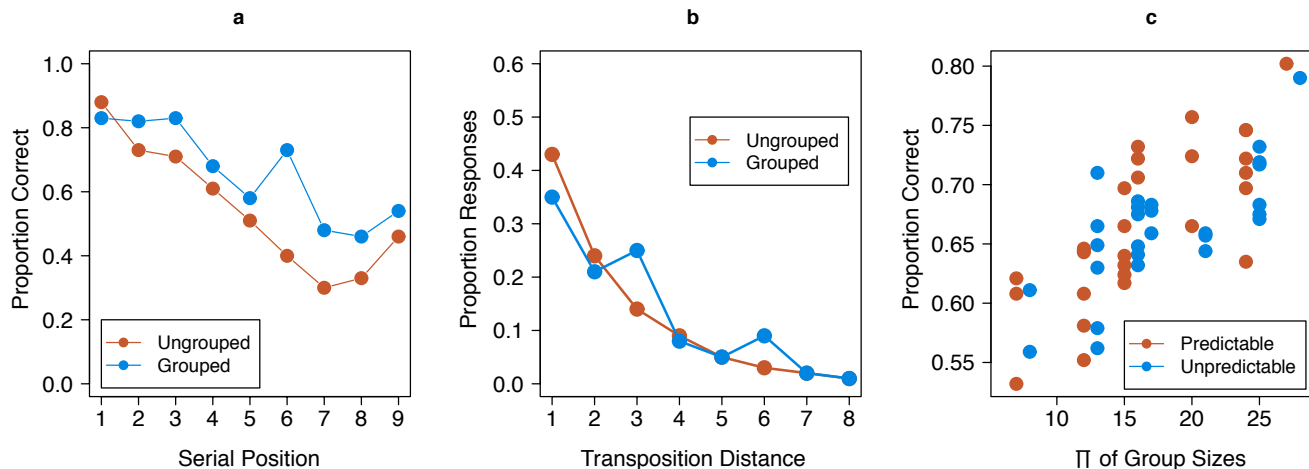 a
Proportion Correct
1.0
0.8
0.6
0.4
0.2
0.0
Ungrouped
Grouped
1 2 3 4 5 6 7 8 9
Serial Position
b
Proportion Responses
0.6
0.5
0.4
0.3
0.2
0.1
0.0
Ungrouped
Grouped
1 2 3 4 5 6 7 8
Transposition Distance
c
Proportion Correct
0.80
0.75
0.70
0.65
0.60
0.55
Predictable
Unpredictable
10 15 20 25
∏ of Group Sizes